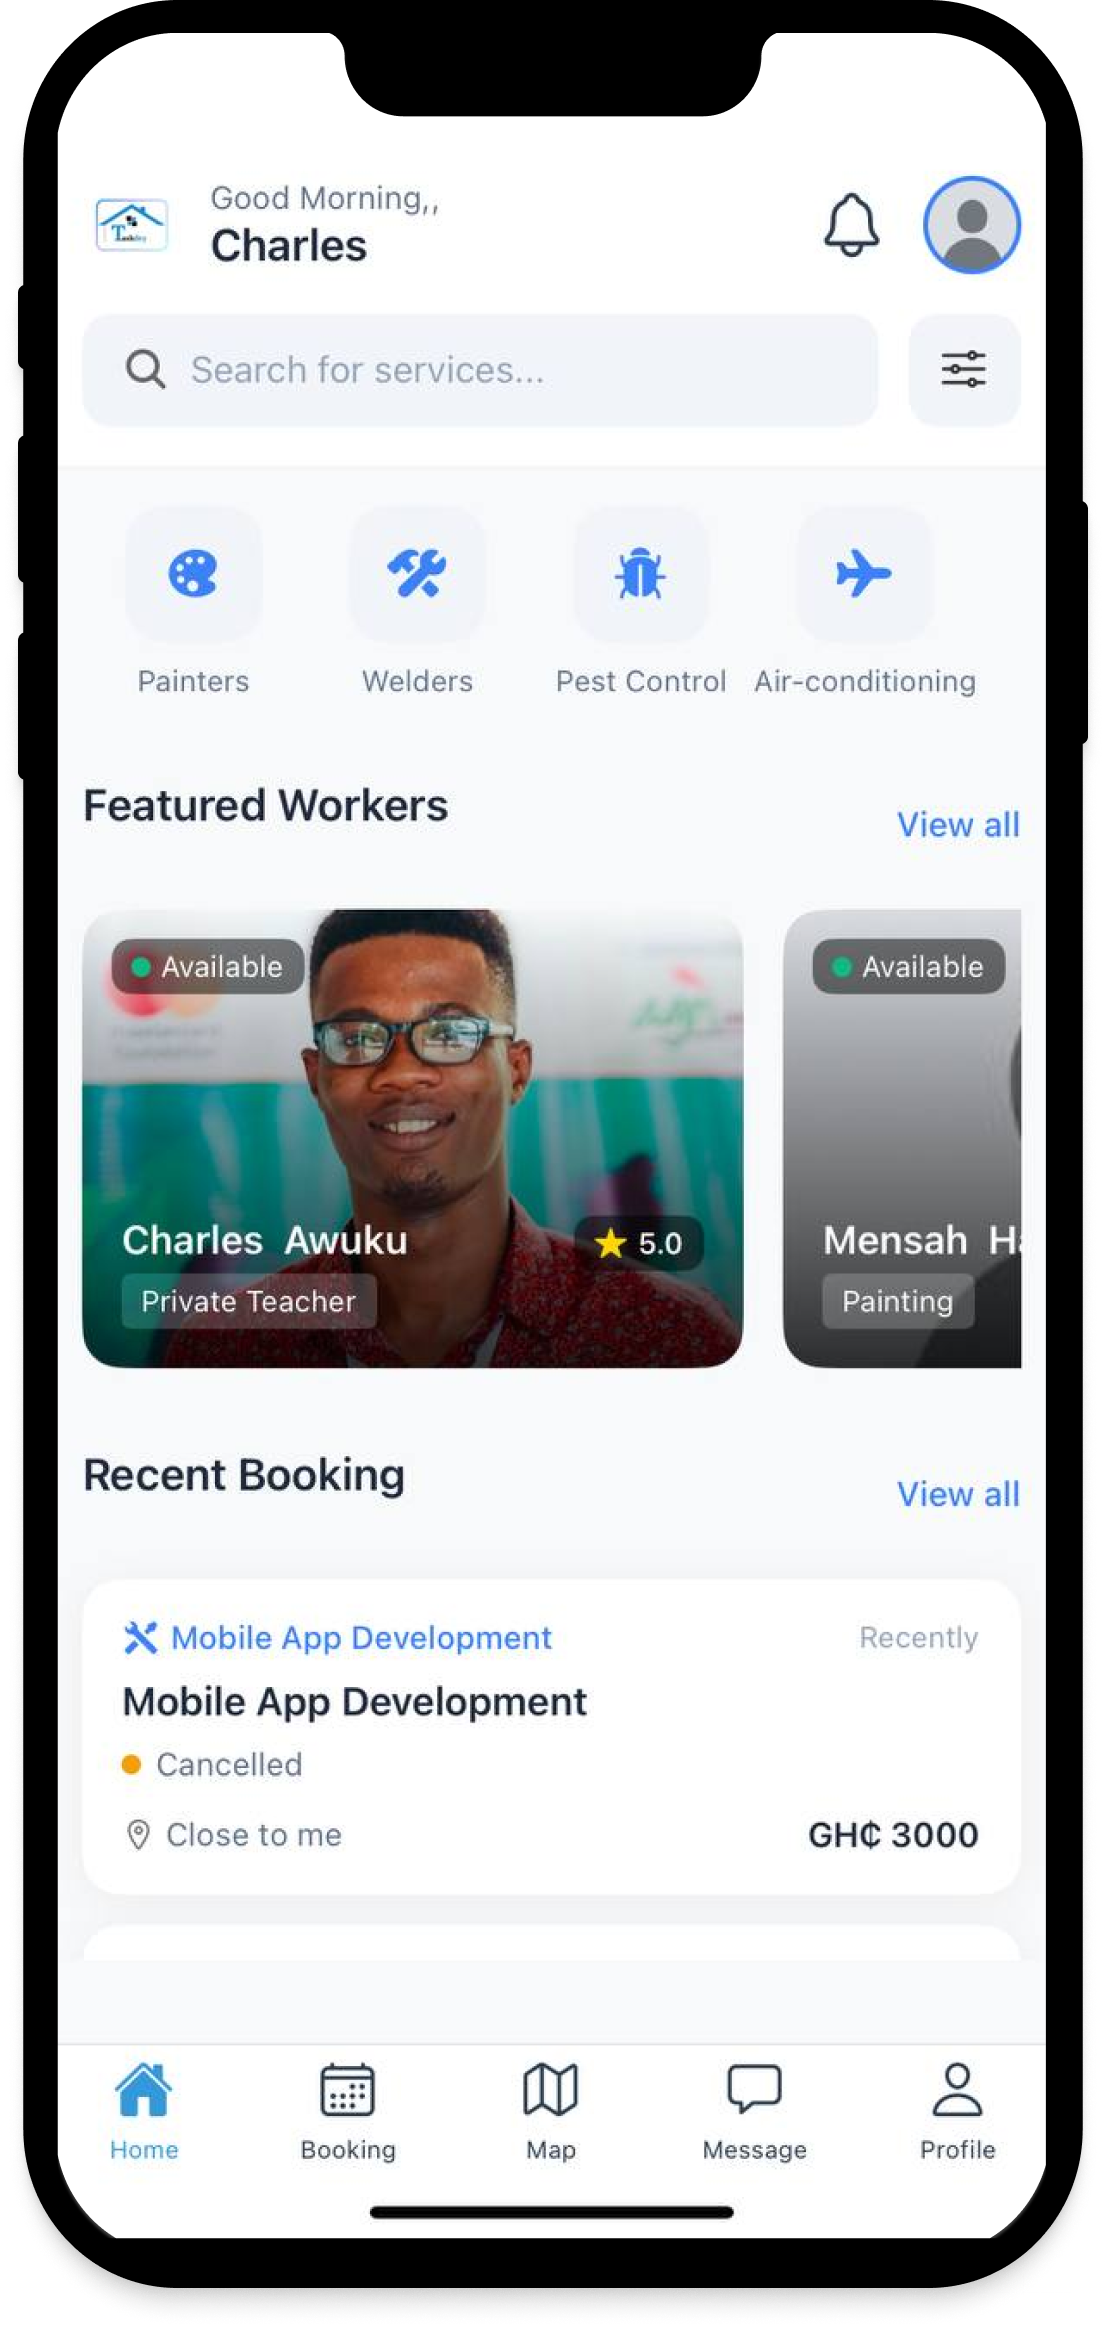 Good Morning,,
Charles
Search for services...
Painters
Welders
Pest Control
Air-conditioning
Featured Workers
View all
Available
Available
Charles  Awuku
5.0
Private Teacher
Mensah
Painting
Recent Booking
View all
Mobile App Development
Recently
Mobile App Development
Cancelled
Close to me
GH₵ 3000
Home
Booking
Map
Message
Profile